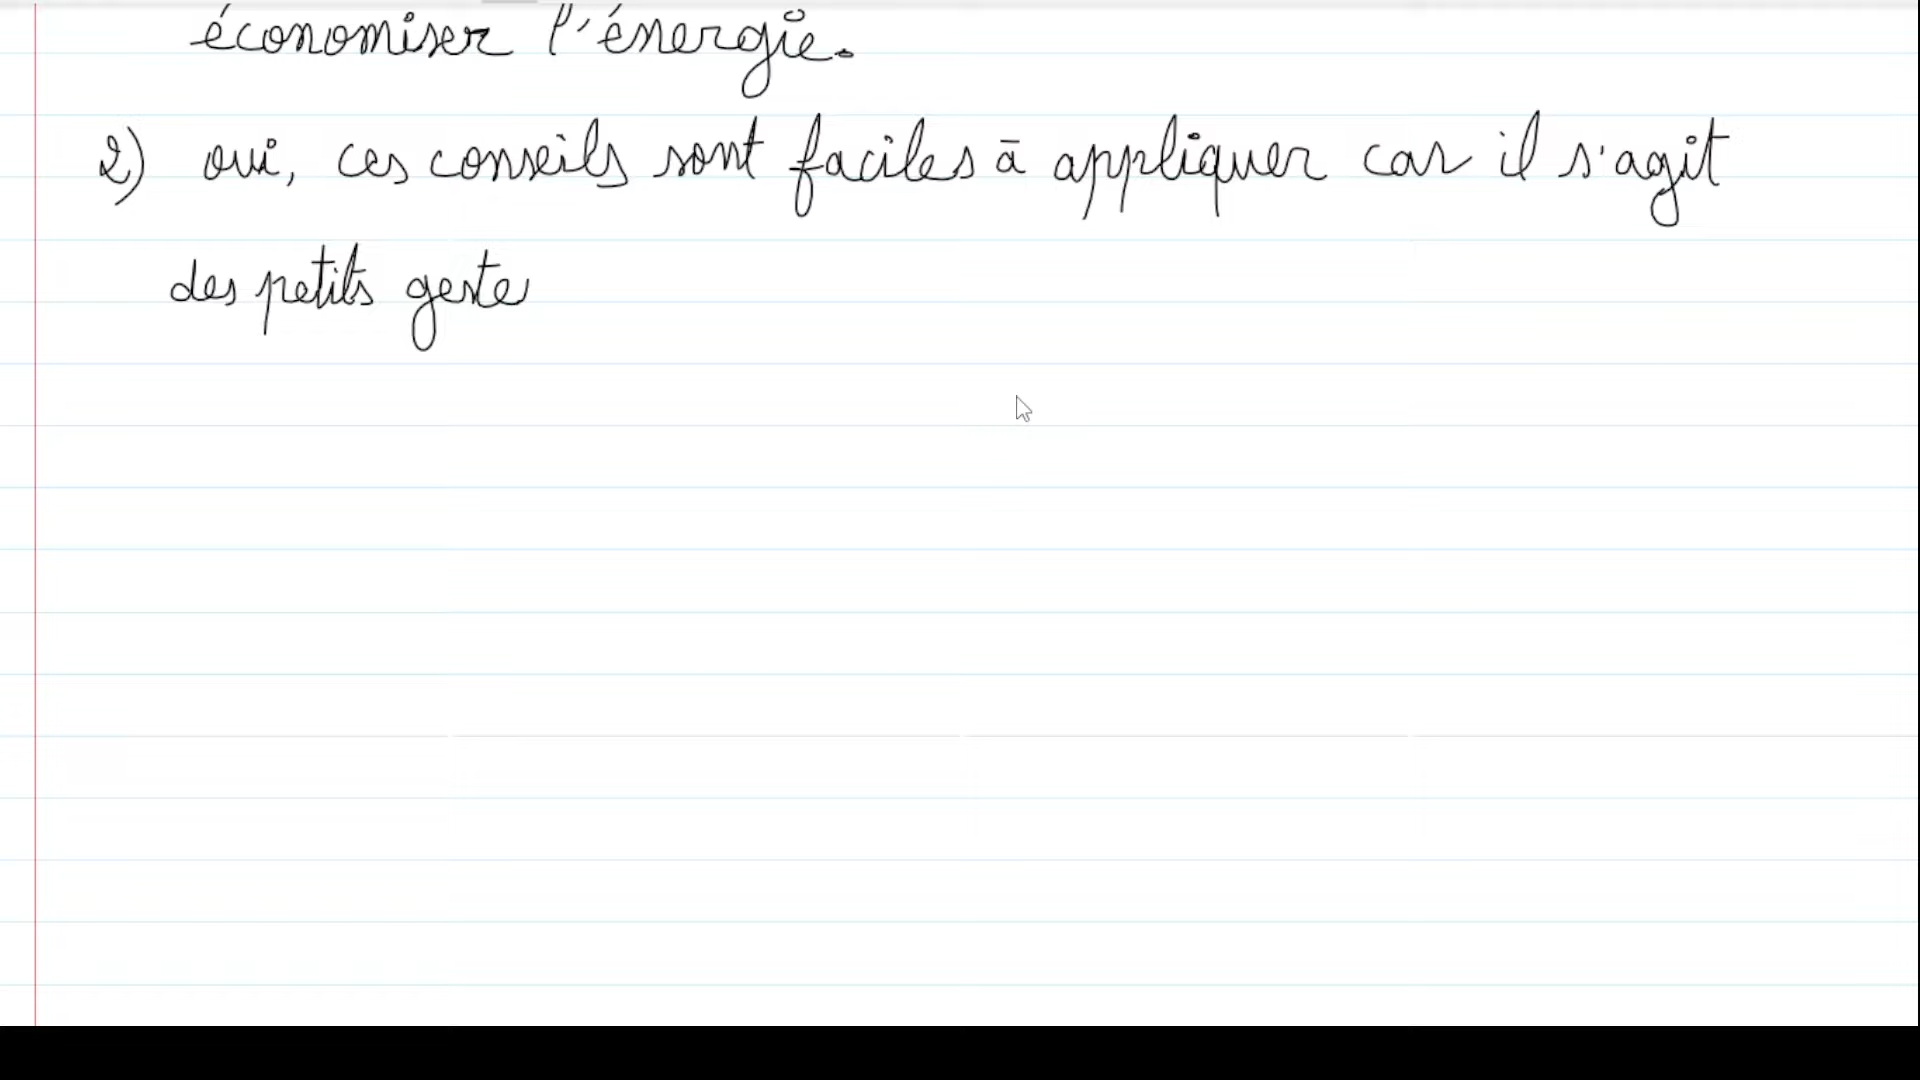 économiser l'énergie.
2) oui, ces conseils sont faciles à appliquer car il s'agit
des petits geste